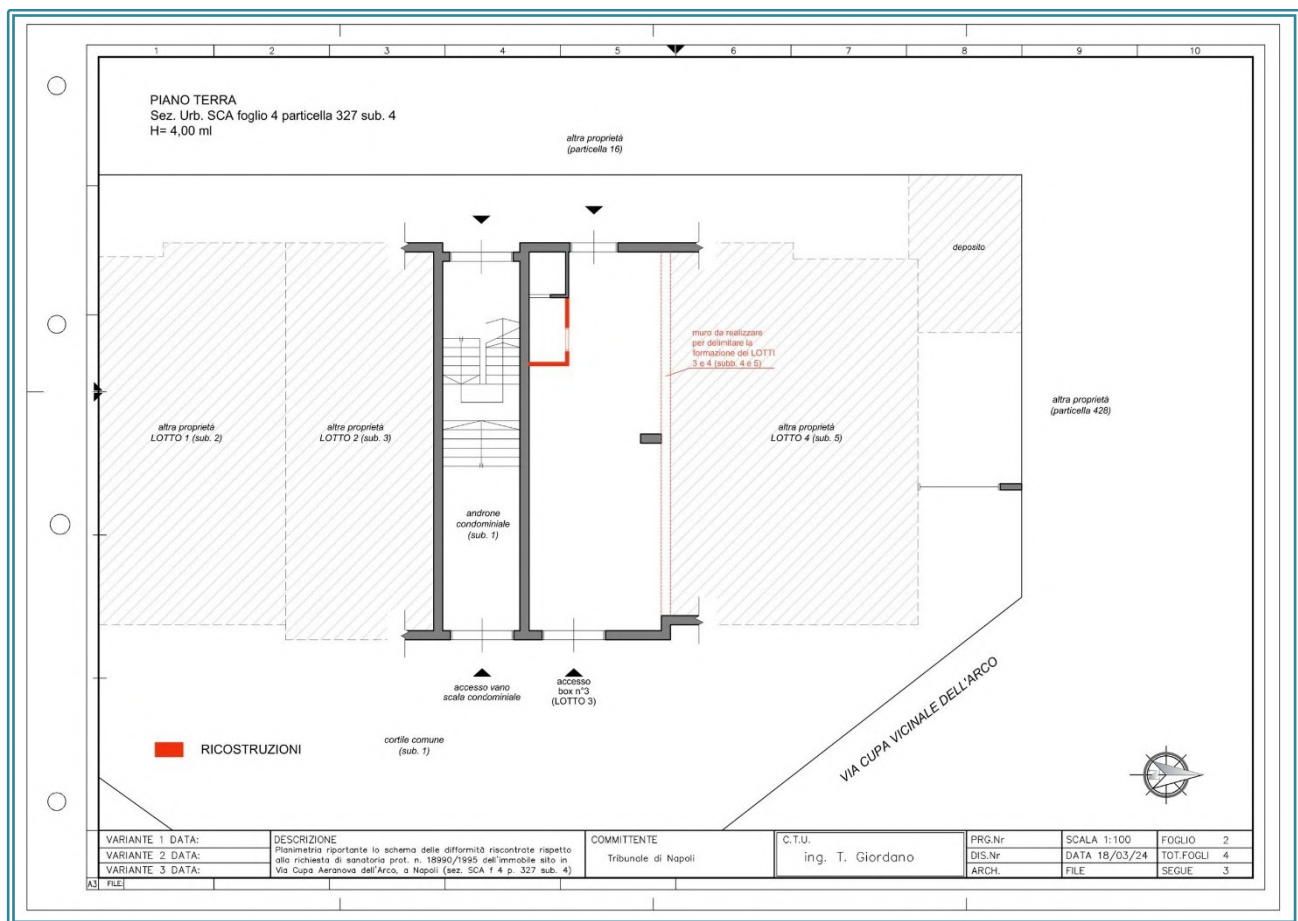 1 2 3 4 5 6 7 8 9 10
PIANO TERRA
Sez. Urb. SCA foglio 4 particella 327 sub. 4
H= 4,00 ml
altra proprietà
(particella 16)
deposito
muro da realizzare
per delimitare la
formazione dei LOTTI
3 e 4 (subb. 4 e 5)
altra proprietà
(particella 428)
altra proprietà
LOTTO 1 (sub. 2)
altra proprietà
LOTTO 2 (sub. 3)
altra proprietà
LOTTO 4 (sub. 5)
androne
condominiale
(sub. 1)
accesso vano
scala condominiale
accesso
box n°3
(LOTTO 3)
VIA CUPA VICINALE DELL'ARCO
RICOSTRUZIONI
cortile comune
(sub. 1)
VARIANTE 1 DATA:
VARIANTE 2 DATA:
VARIANTE 3 DATA:
DESCRIZIONE
Planimetria riportante lo schema delle difformità riscontrate rispetto
alla richiesta di sanatoria prot. n. 18990/1995 dell'immobile sito in
Via Cupa Aeranova dell'Arco, a Napoli (sez. SCA f 4 p. 327 sub. 4)
COMMITTENTE
Tribunale di Napoli
C.T.U.
ing. T. Giordano
PRG.Nr
DIS.Nr
ARCH.
SCALA 1:100
DATA 18/03/24
FILE
FOGLIO 2
TOT.FOGLI 4
SEGUE 3
A3 FILE: